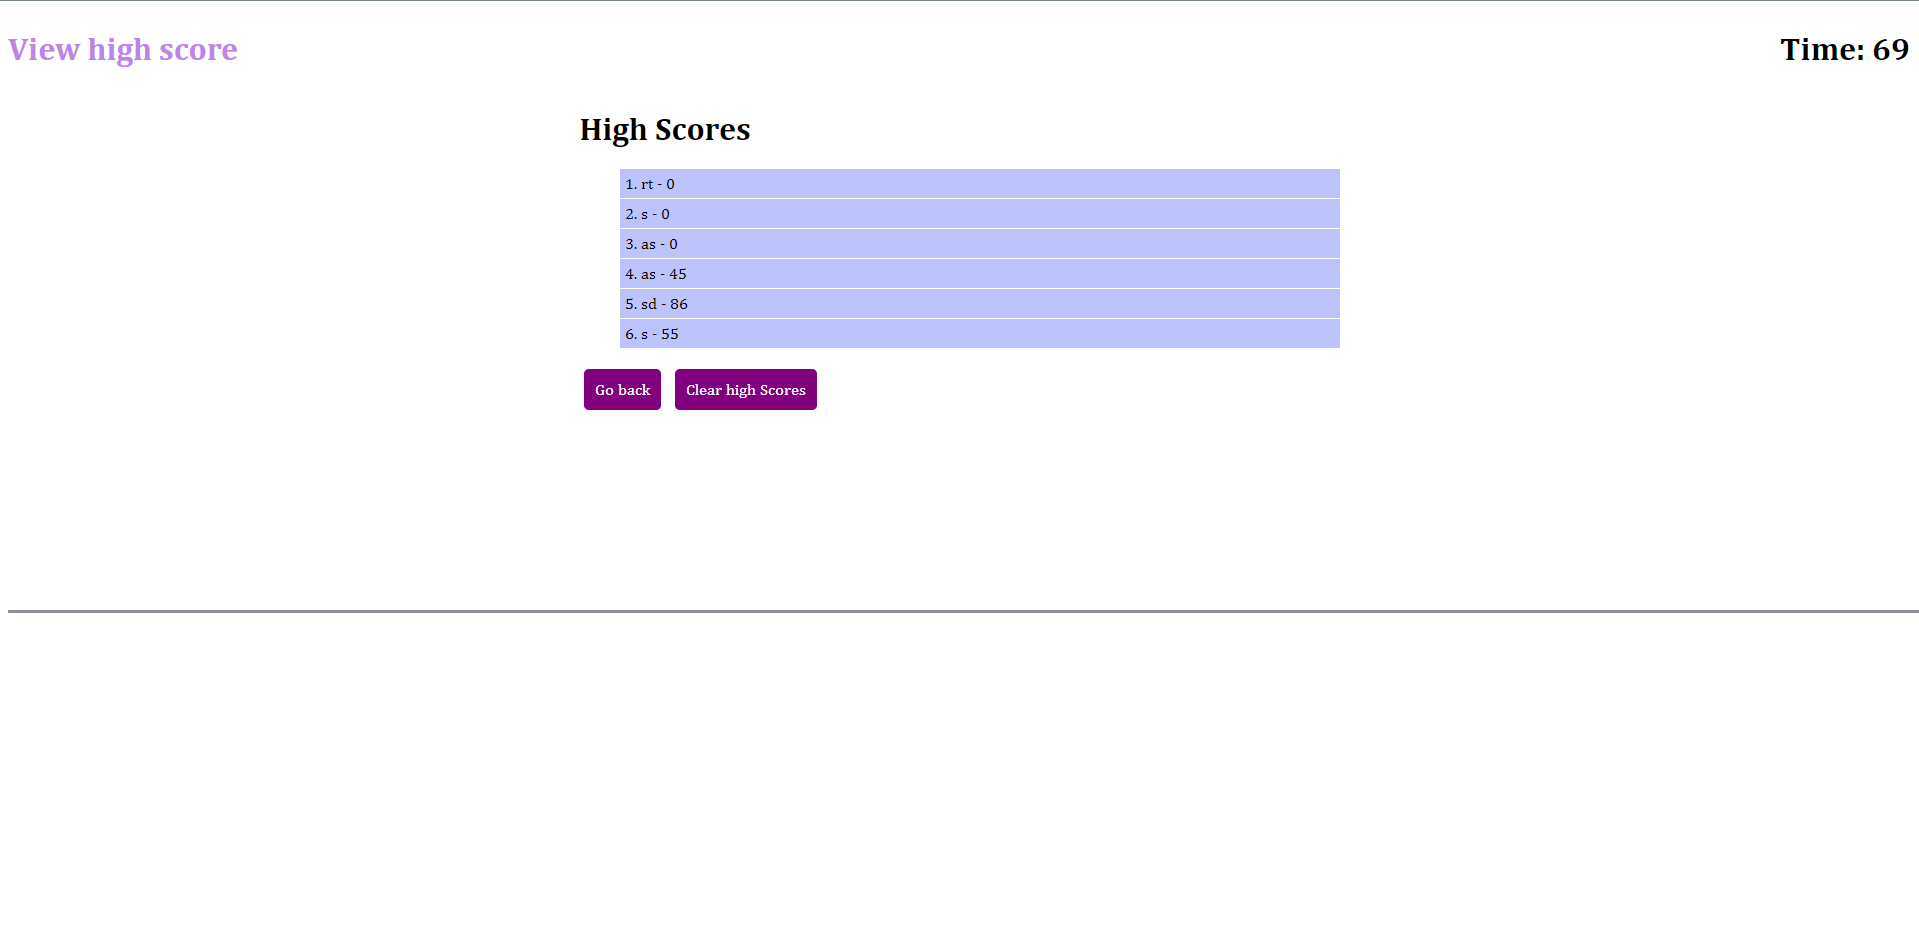 View high score
Time: 69
High Scores
1. rt - 0
2. s - 0
3. as - 0
4. as - 45
5. sd - 86
6. s - 55
Go back
Clear high Scores